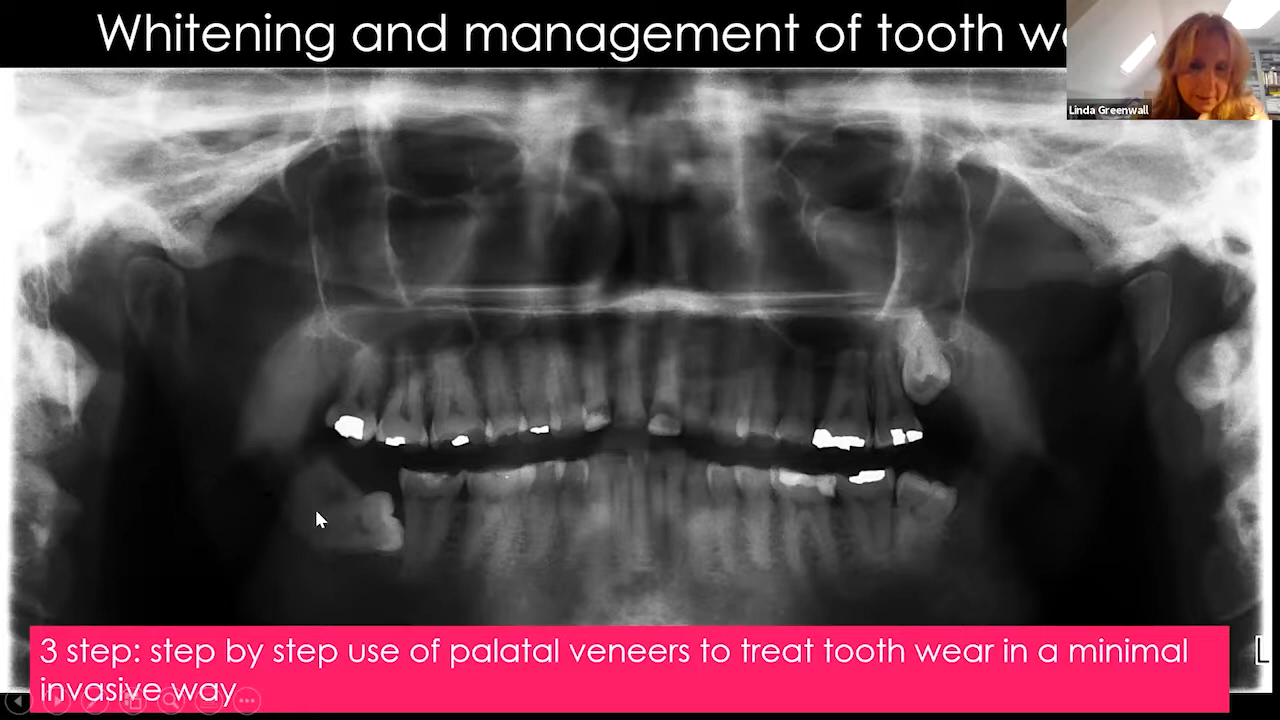 Whitening and management of tooth
Linda Greenwall
3 step: step by step use of palatal veneers to treat tooth wear in a minimal
invasive way
L